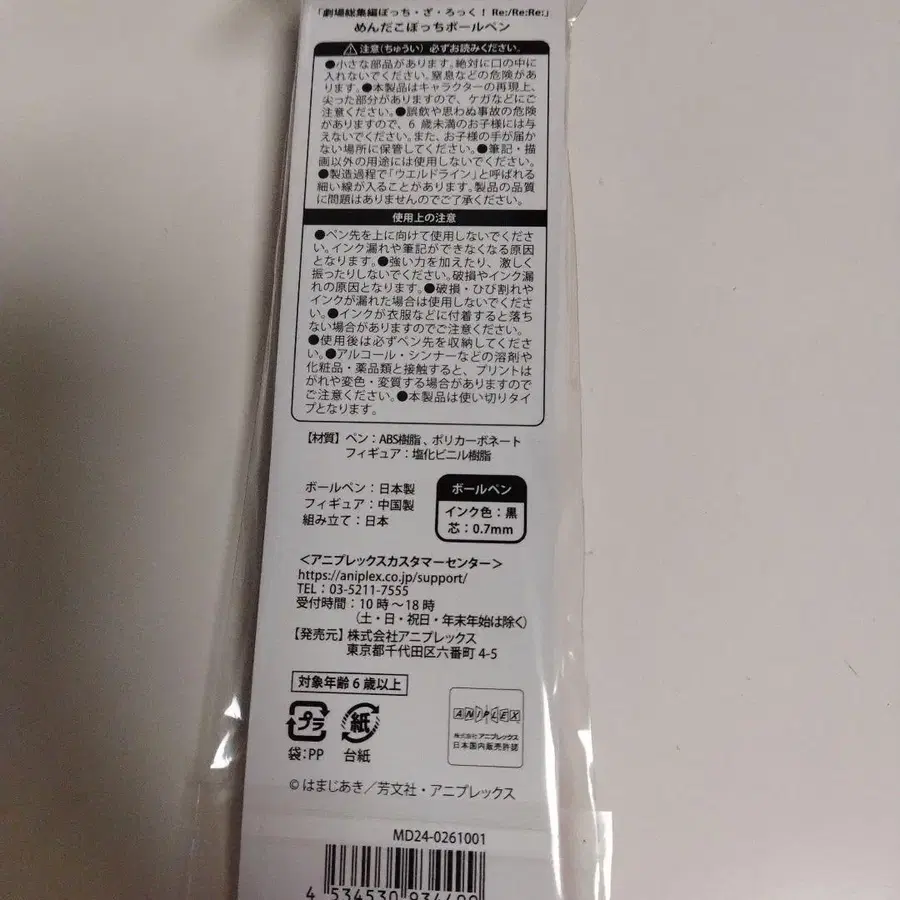 「劇場総集編ぼっち・ざ・ろっく！ Re:/Re:Re:」
めんだこぼっちボールペン
注意(ちゅうい) 必ずお読みください。
●小さな部品があります。絶対に口の中に
入れないでください。窒息などの危険があ
ります。●本製品はキャラクターの再現上、
尖った部分がありますので、ケガなどにご
注意ください。●誤飲や思わぬ事故の危険
がありますので、6 歳未満のお子様には与
えないでください。また、お子様の手が届か
ない場所に保管してください。●筆記・描
画以外の用途には使用しないでください。
●製造過程で「ウエルドライン」と呼ばれる
細い線が入ることがあります。製品の品質
に問題はありませんのでご了承ください。
使用上の注意
●ペン先を上に向けて使用しないでくださ
い。インク漏れや筆記ができなくなる原因
となります。●強い力を加えたり、激しく
振ったりしないでください。破損やインク漏
れの原因となります。●破損・ひび割れや
インクが漏れた場合は使用しないでくださ
い。●インクが衣服などに付着すると落ち
ない場合がありますのでご注意ください。
●使用後は必ずペン先を収納してくださ
い。●アルコール・シンナーなどの溶剤や
化粧品・薬品類と接触すると、プリントは
がれや変色・変質する場合がありますので
ご注意ください。●本製品は使い切りタイ
プとなります。
【材質】ペン：ABS樹脂、ポリカーボネート
フィギュア：塩化ビニル樹脂
ボールペン：日本製
フィギュア：中国製
組み立て：日本
ボールペン
インク色：黒
芯：0.7mm
＜アニプレックスカスタマーセンター＞
https://aniplex.co.jp/support/
TEL：03-5211-7555
受付時間：10時～18時
（土・日・祝日・年末年始は除く）
【発売元】株式会社アニプレックス
東京都千代田区六番町 4-5
対象年齢 6 歳以上
プラ
紙
袋：PP
台紙
ANIPLEX
株式会社アニプレックス
日本国内販売許諾
©はまじあき／芳文社・アニプレックス
MD24-0261001